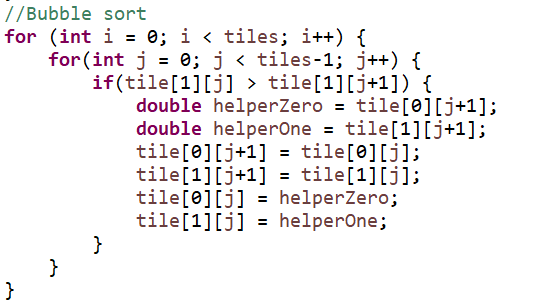 //Bubble sort
for (int i = 0; i < tiles; i++) {
    for(int j = 0; j < tiles-1; j++) {
        if(tile[1][j] > tile[1][j+1]) {
            double helperZero = tile[0][j+1];
            double helperOne = tile[1][j+1];
            tile[0][j+1] = tile[0][j];
            tile[1][j+1] = tile[1][j];
            tile[0][j] = helperZero;
            tile[1][j] = helperOne;
        }
    }
}